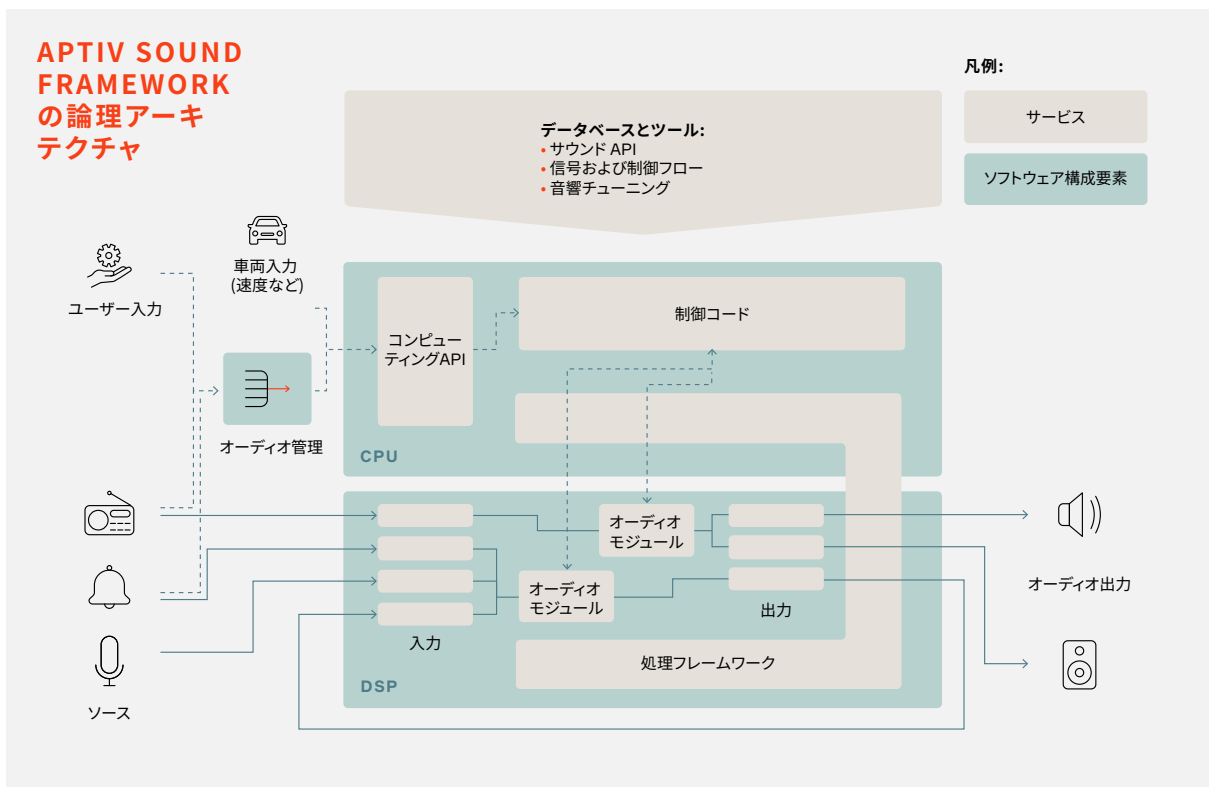 APTIV SOUND
FRAMEWORK
の論理アーキ
テクチャ
凡例:
サービス
ソフトウェア構成要素
データベースとツール:
• サウンド API
• 信号および制御フロー
• 音響チューニング
ユーザー入力
車両入力
(速度など)
オーディオ管理
コンピュー
ティングAPI
制御コード
CPU
オーディオ
モジュール
オーディオ
モジュール
入力
出力
処理フレームワーク
DSP
ソース
オーディオ出力